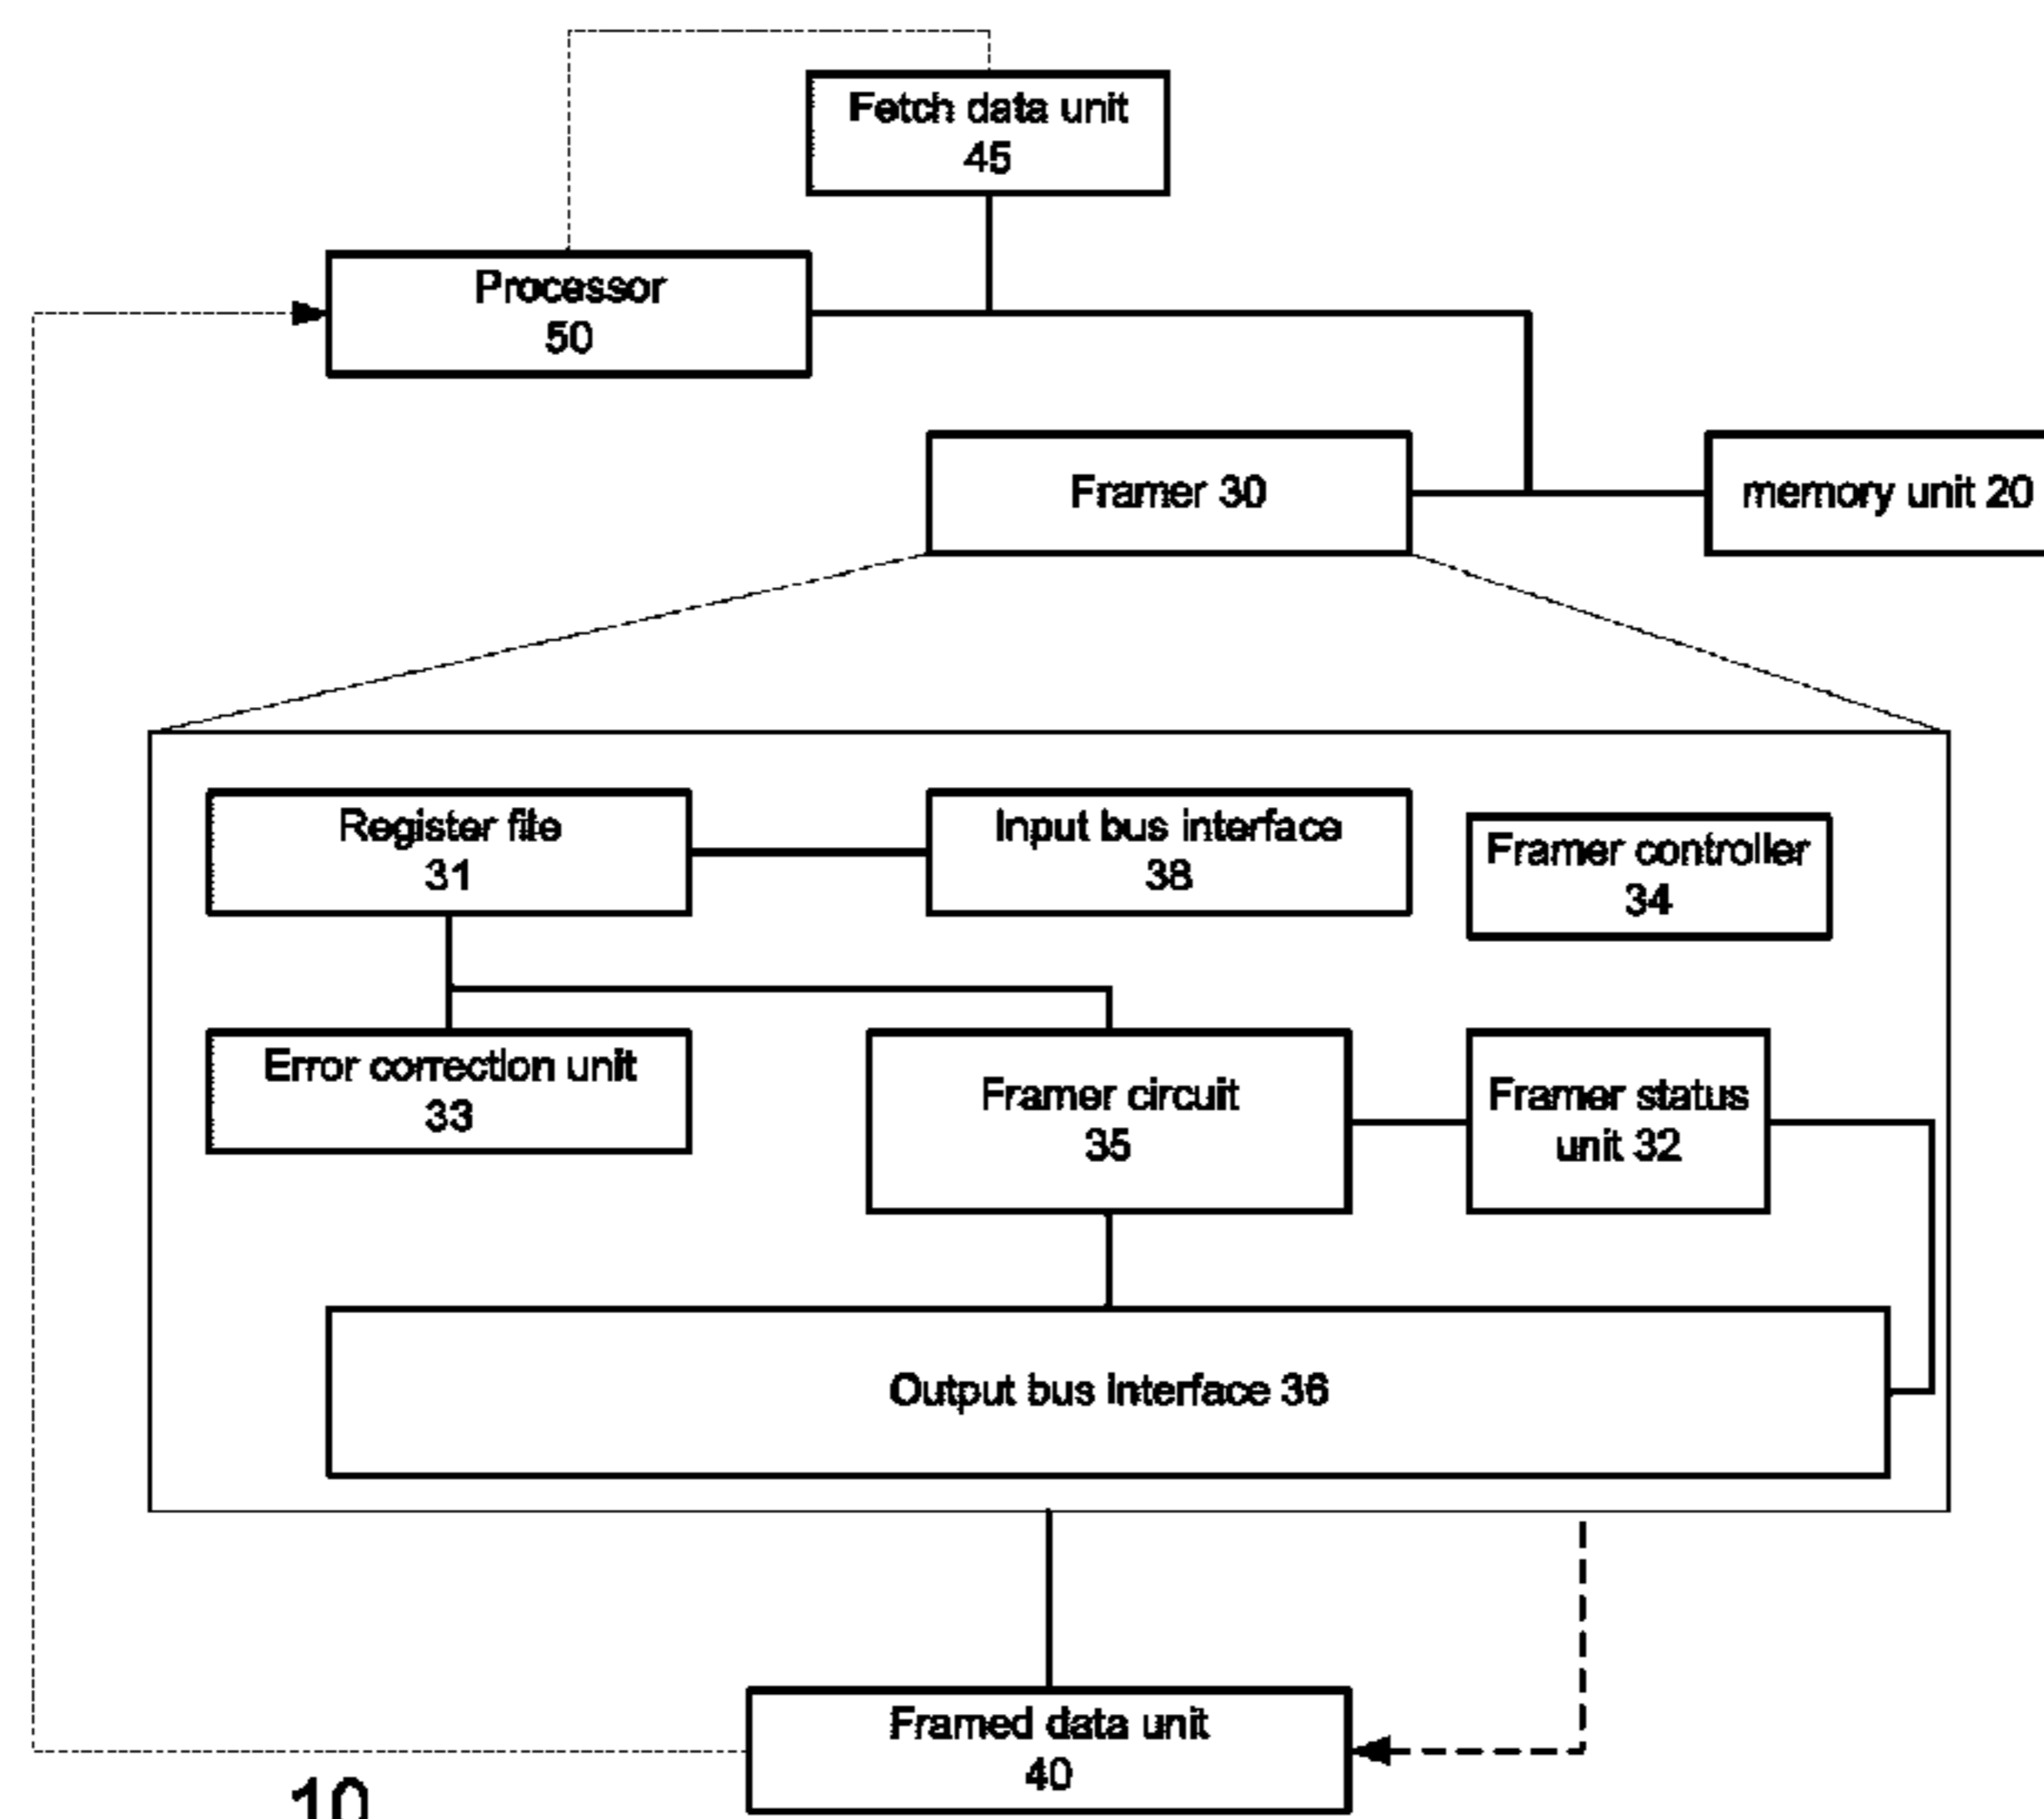 Fetch data unit
45
Processor
50
Framer 30
memory unit 20
Register file
31
Input bus interface
38
Framer controller
34
Error correction unit
33
Framer circuit
35
Framer status
unit 32
Output bus interface 36
Framed data unit
40
10